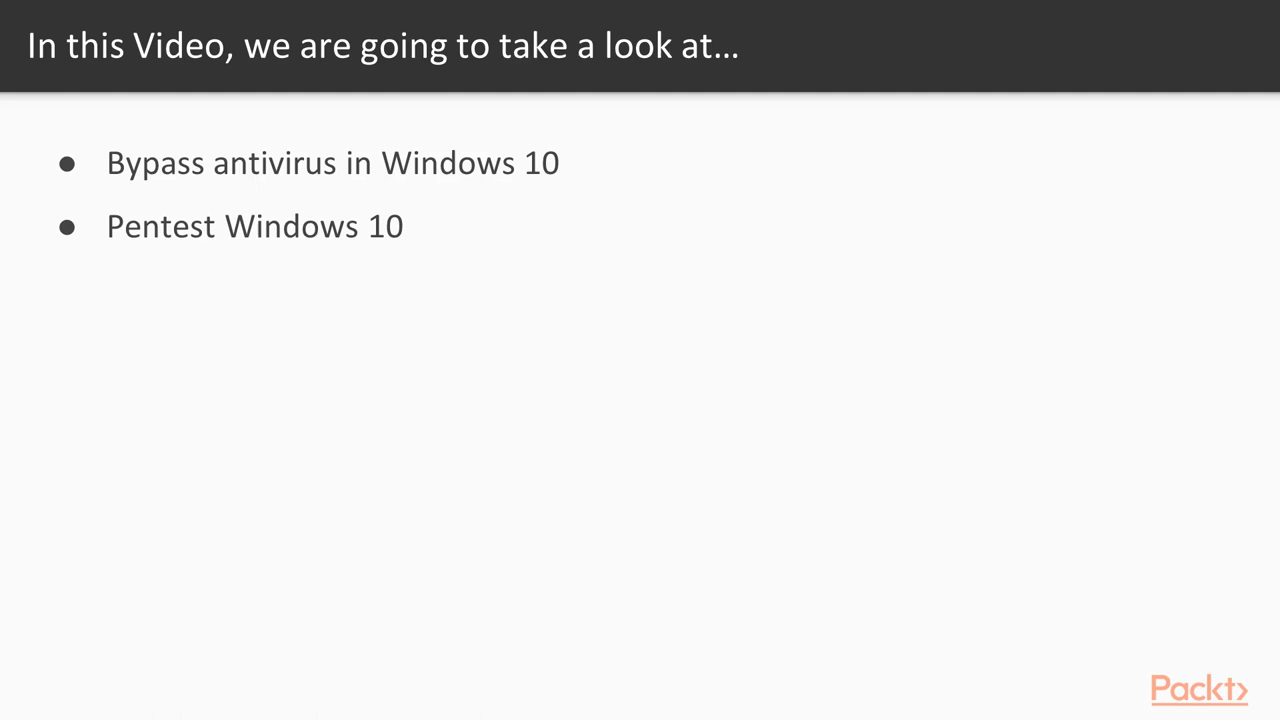 In this Video, we are going to take a look at...
● Bypass antivirus in Windows 10
● Pentest Windows 10
Packt>